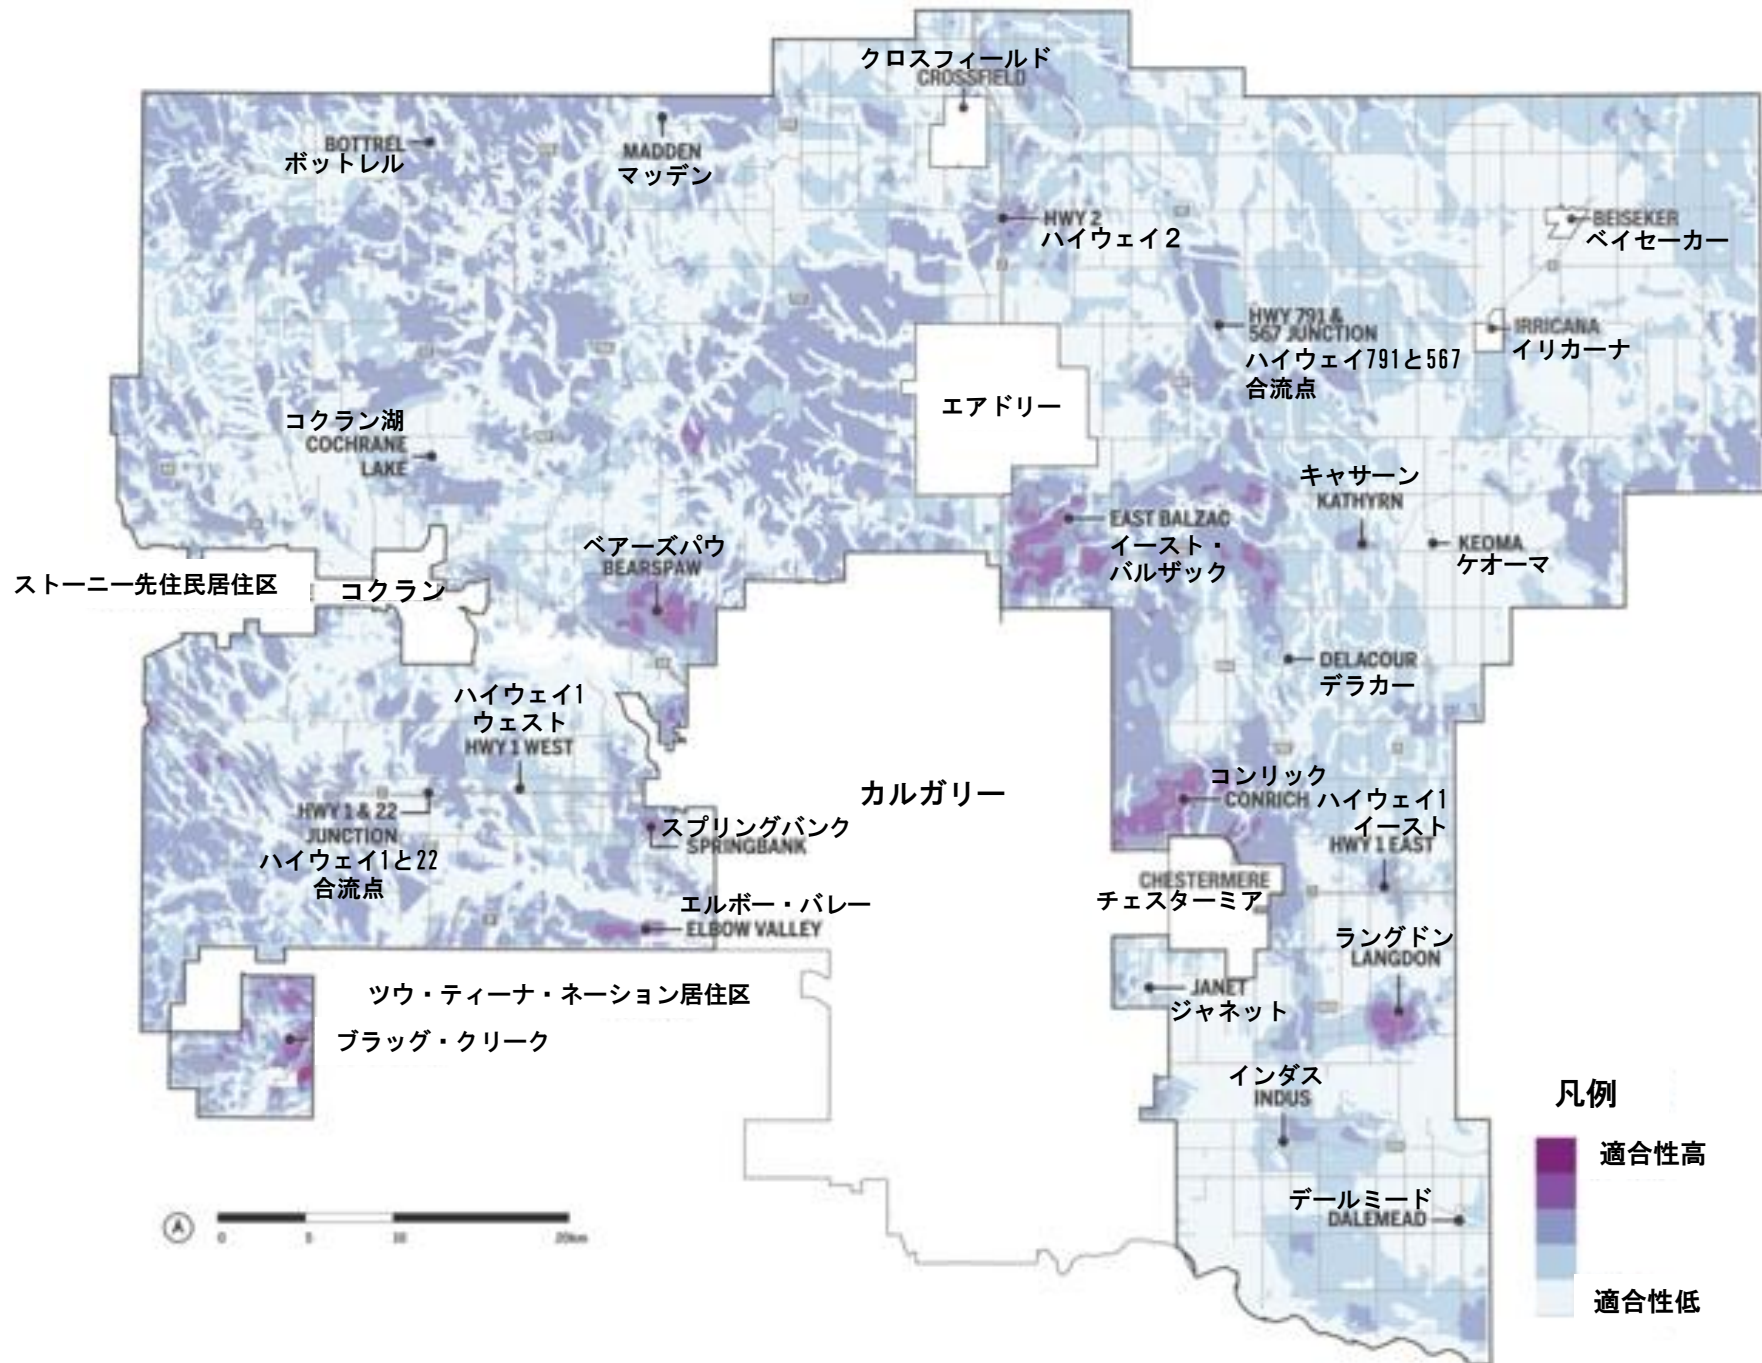 クロスフィールド
CROSSFIELD
BOTTREL
ボットレル
MADDEN
マッデン
HWY 2
ハイウェイ2
BEISEKER
ベイセーカー
HWY 791 &
567 JUNCTION
ハイウェイ791と567
合流点
IRRICANA
イリカーナ
エアドリー
コクラン湖
COCHRANE
LAKE
キャサーン
KATHYRN
EAST BALZAC
イースト・
バルザック
KEOMA
ケオーマ
ベアーズパウ
BEARSPAW
ストーニー先住民居住区
コクラン
DELACOUR
デラカー
ハイウェイ1
ウェスト
HWY 1 WEST
カルガリー
コンリック
CONRICH
ハイウェイ1
イースト
HWY 1 EAST
HWY 1 & 22
JUNCTION
ハイウェイ1と22
合流点
スプリングバンク
SPRINGBANK
CHESTERMERE
チェスターミア
エルボー・バレー
ELBOW VALLEY
ラングドン
LANGDON
ツウ・ティーナ・ネーション居住区
JANET
ジャネット
ブラッグ・クリーク
インダス
INDUS
凡例
適合性高
適合性低
デールミード
DALEMEAD
A
0 5 10 20km